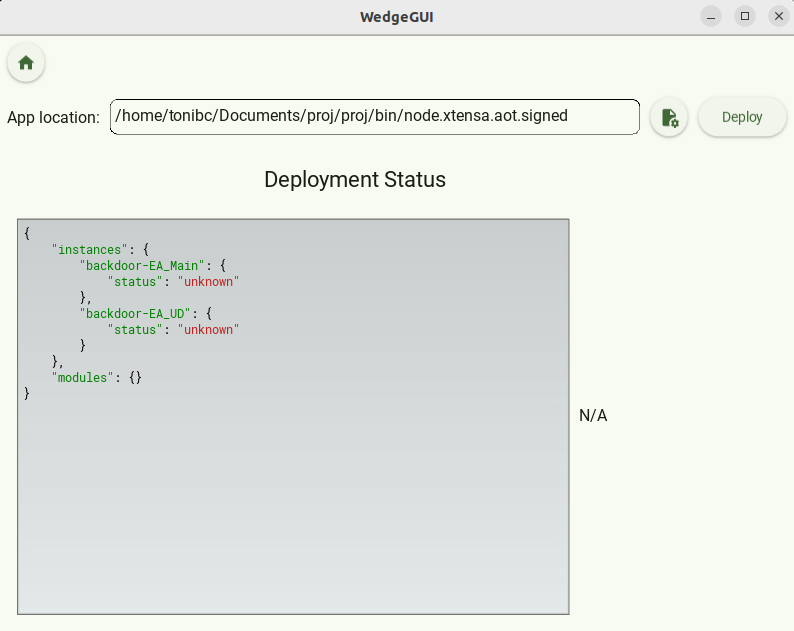 WedgeGUI
App location: /home/tonibc/Documents/proj/proj/bin/node.xtensa.aot.signed Deploy
Deployment Status
{
    "instances": {
        "backdoor-EA_Main": {
            "status": "unknown"
        },
        "backdoor-EA_UD": {
            "status": "unknown"
        }
    },
    "modules": {}
}
N/A